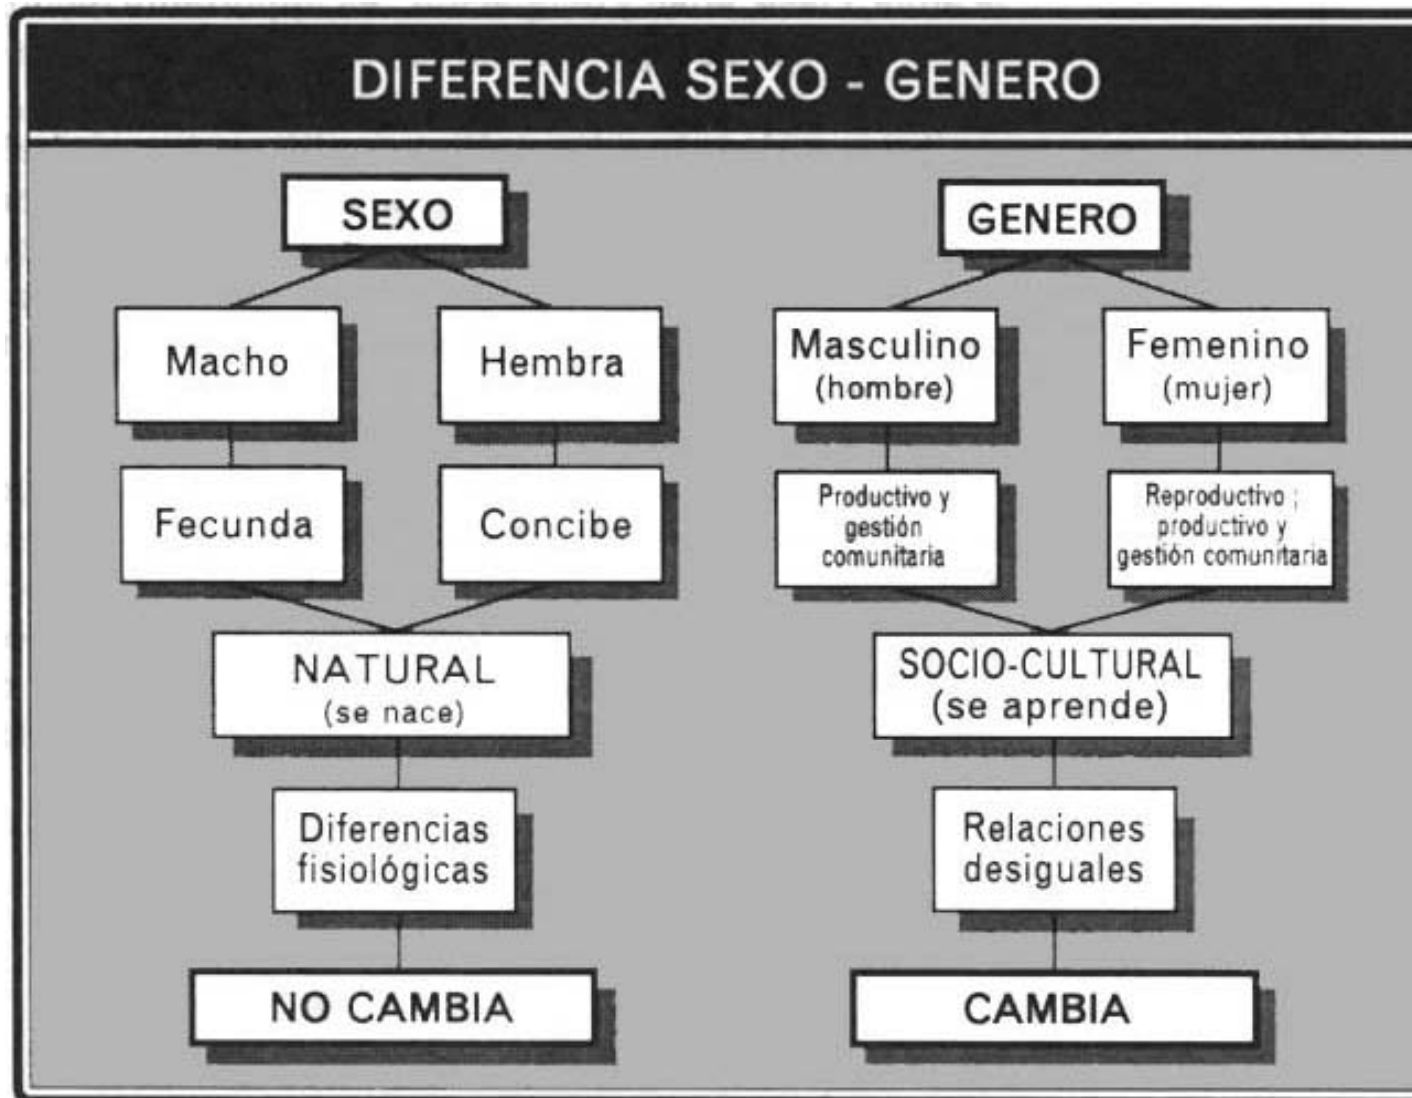 DIFERENCIA SEXO - GENERO
SEXO
Macho
Hembra
Fecunda
Concibe
NATURAL
(se nace)
Diferencias
fisiológicas
NO CAMBIA
GENERO
Masculino
(hombre)
Femenino
(mujer)
Productivo y
gestión
comunitaria
Reproductivo ;
productivo y
gestión comunitaria
SOCIO-CULTURAL
(se aprende)
Relaciones
desiguales
CAMBIA